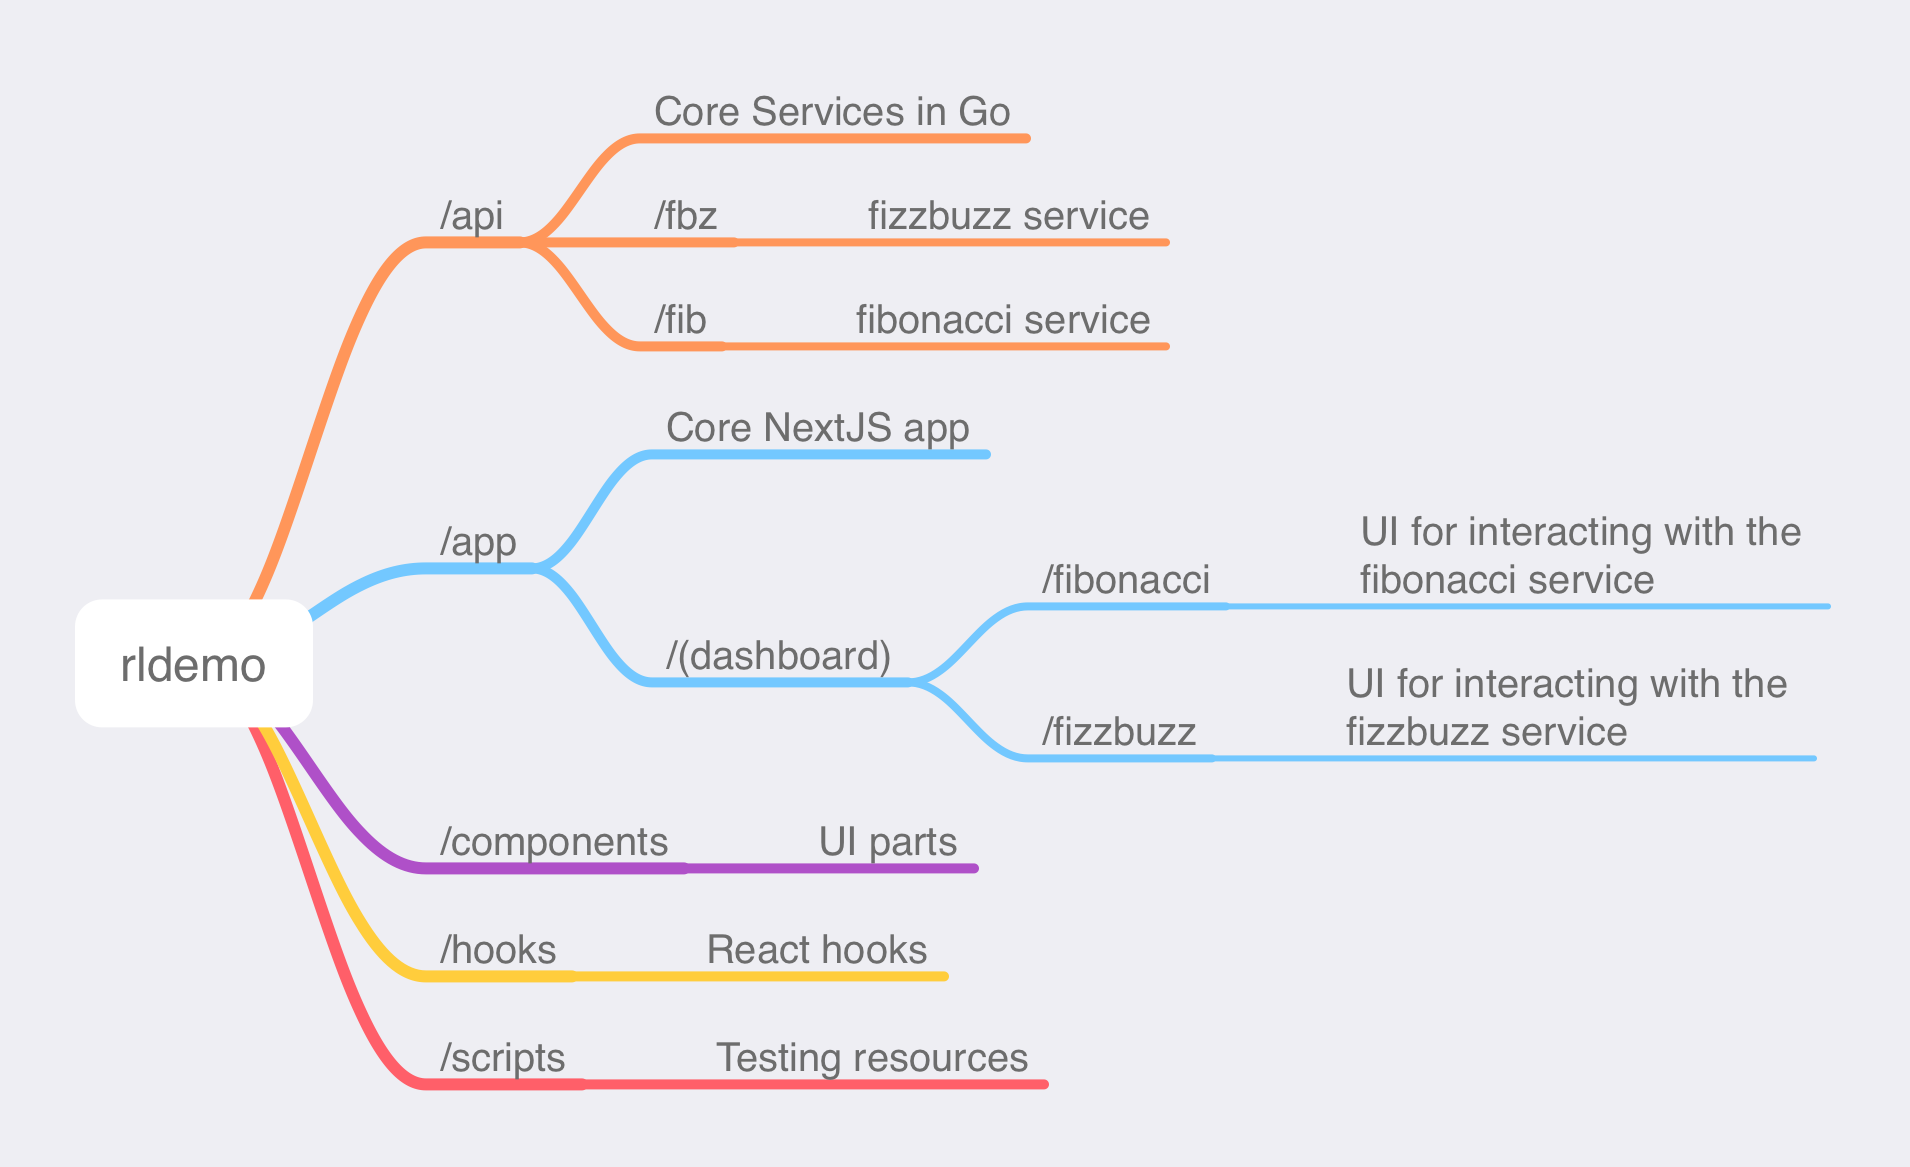 rldemo
/api
Core Services in Go
/fbz
fizzbuzz service
/fib
fibonacci service
/app
Core NextJS app
/(dashboard)
/fibonacci
UI for interacting with the
fibonacci service
/fizzbuzz
UI for interacting with the
fizzbuzz service
/components
UI parts
/hooks
React hooks
/scripts
Testing resources